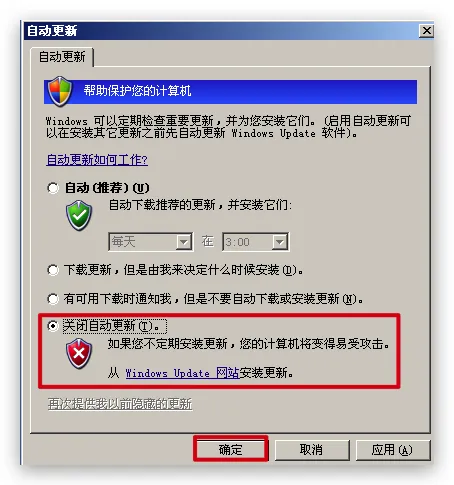 自动更新
自动更新
帮助保护您的计算机
Windows 可以定期检查重要更新，并为您安装它们。(启用自动更新可
以在安装其它更新之前先自动更新 Windows Update 软件)。
自动更新如何工作?
自动(推荐)(U)
自动下载推荐的更新，并安装它们:
每天 在 3:00
下载更新，但是由我来决定什么时候安装(D)。
有可用下载时通知我，但是不要自动下载或安装更新(N)。
关闭自动更新(T)。
如果您不定期安装更新，您的计算机将变得易受攻击。
从 Windows Update 网站安装更新。
再次提供我以前隐藏的更新
确定 取消 应用(A)